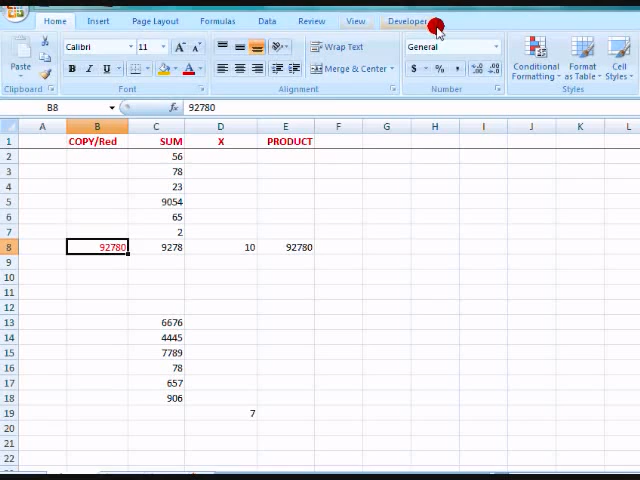 Home Insert Page Layout Formulas Data Review View Developer
Calibri 11 A A Wrap Text General Conditional Format Cell
Paste B I U A Merge & Center $ % , .0 .00 Formatting as Table Styles
Clipboard Font Alignment Number Styles
B8 fx 92780
A B C D E F G H I J K L
1 COPY/Red SUM X PRODUCT
2 56
3 78
4 23
5 9054
6 65
7 2
8 92780 9278 10 92780
9
10
11
12
13 6676
14 4445
15 7789
16 78
17 657
18 906
19 7
20
21
22